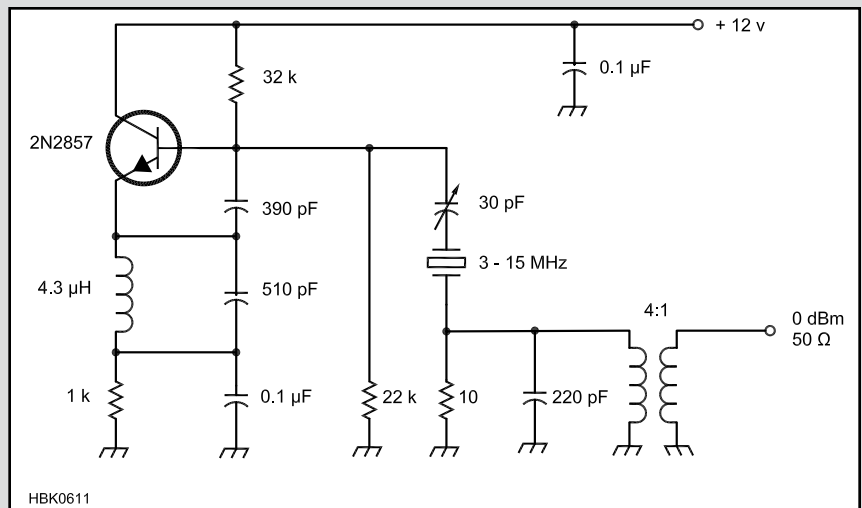 + 12 v
0.1 µF
32 k
2N2857
390 pF
30 pF
3 - 15 MHz
4.3 µH
510 pF
4:1
0 dBm
50 Ω
1 k
0.1 µF
22 k
10
220 pF
HBK0611